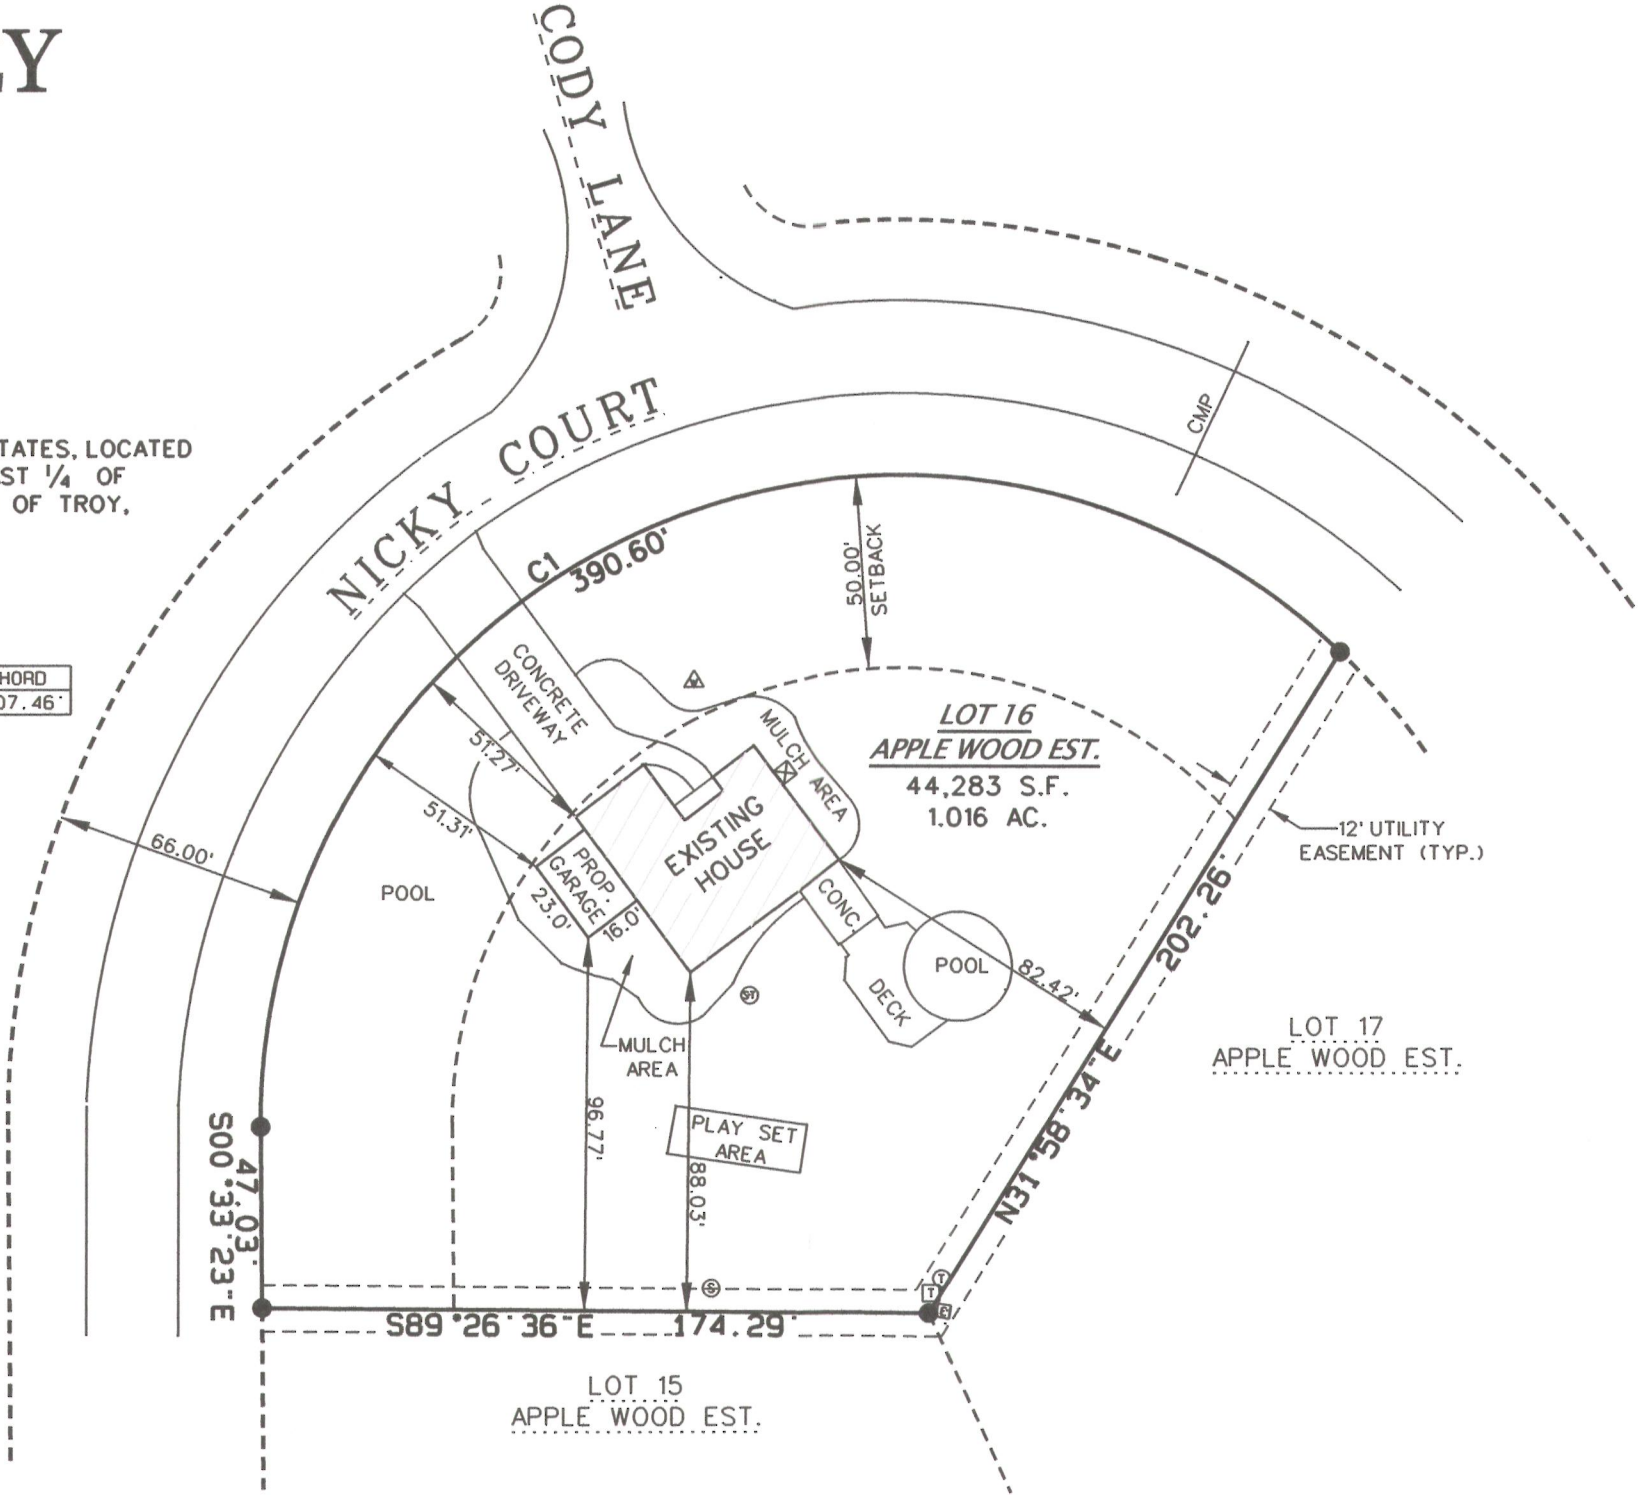 LY
CODY LANE
TATES, LOCATED
ST 1/4 OF
OF TROY,
NICKY COURT
C1
390.60'
CMP
50.00'
SETBACK
HORD
07.46'
CONCRETE
DRIVEWAY
51.27'
51.31'
66.00'
POOL
MULCH AREA
LOT 16
APPLE WOOD EST.
44,283 S.F.
1.016 AC.
12' UTILITY
EASEMENT (TYP.)
EXISTING
HOUSE
PROP.
GARAGE
23.0'
16.0'
CONC.
POOL
DECK
82.42'
202.26'
N31°58'34"E
ST
MULCH
AREA
96.77'
88.03'
PLAY SET
AREA
LOT 17
APPLE WOOD EST.
S00°33'23"E
47.03'
S
T
T
E
S89°26'36"E
174.29'
LOT 15
APPLE WOOD EST.